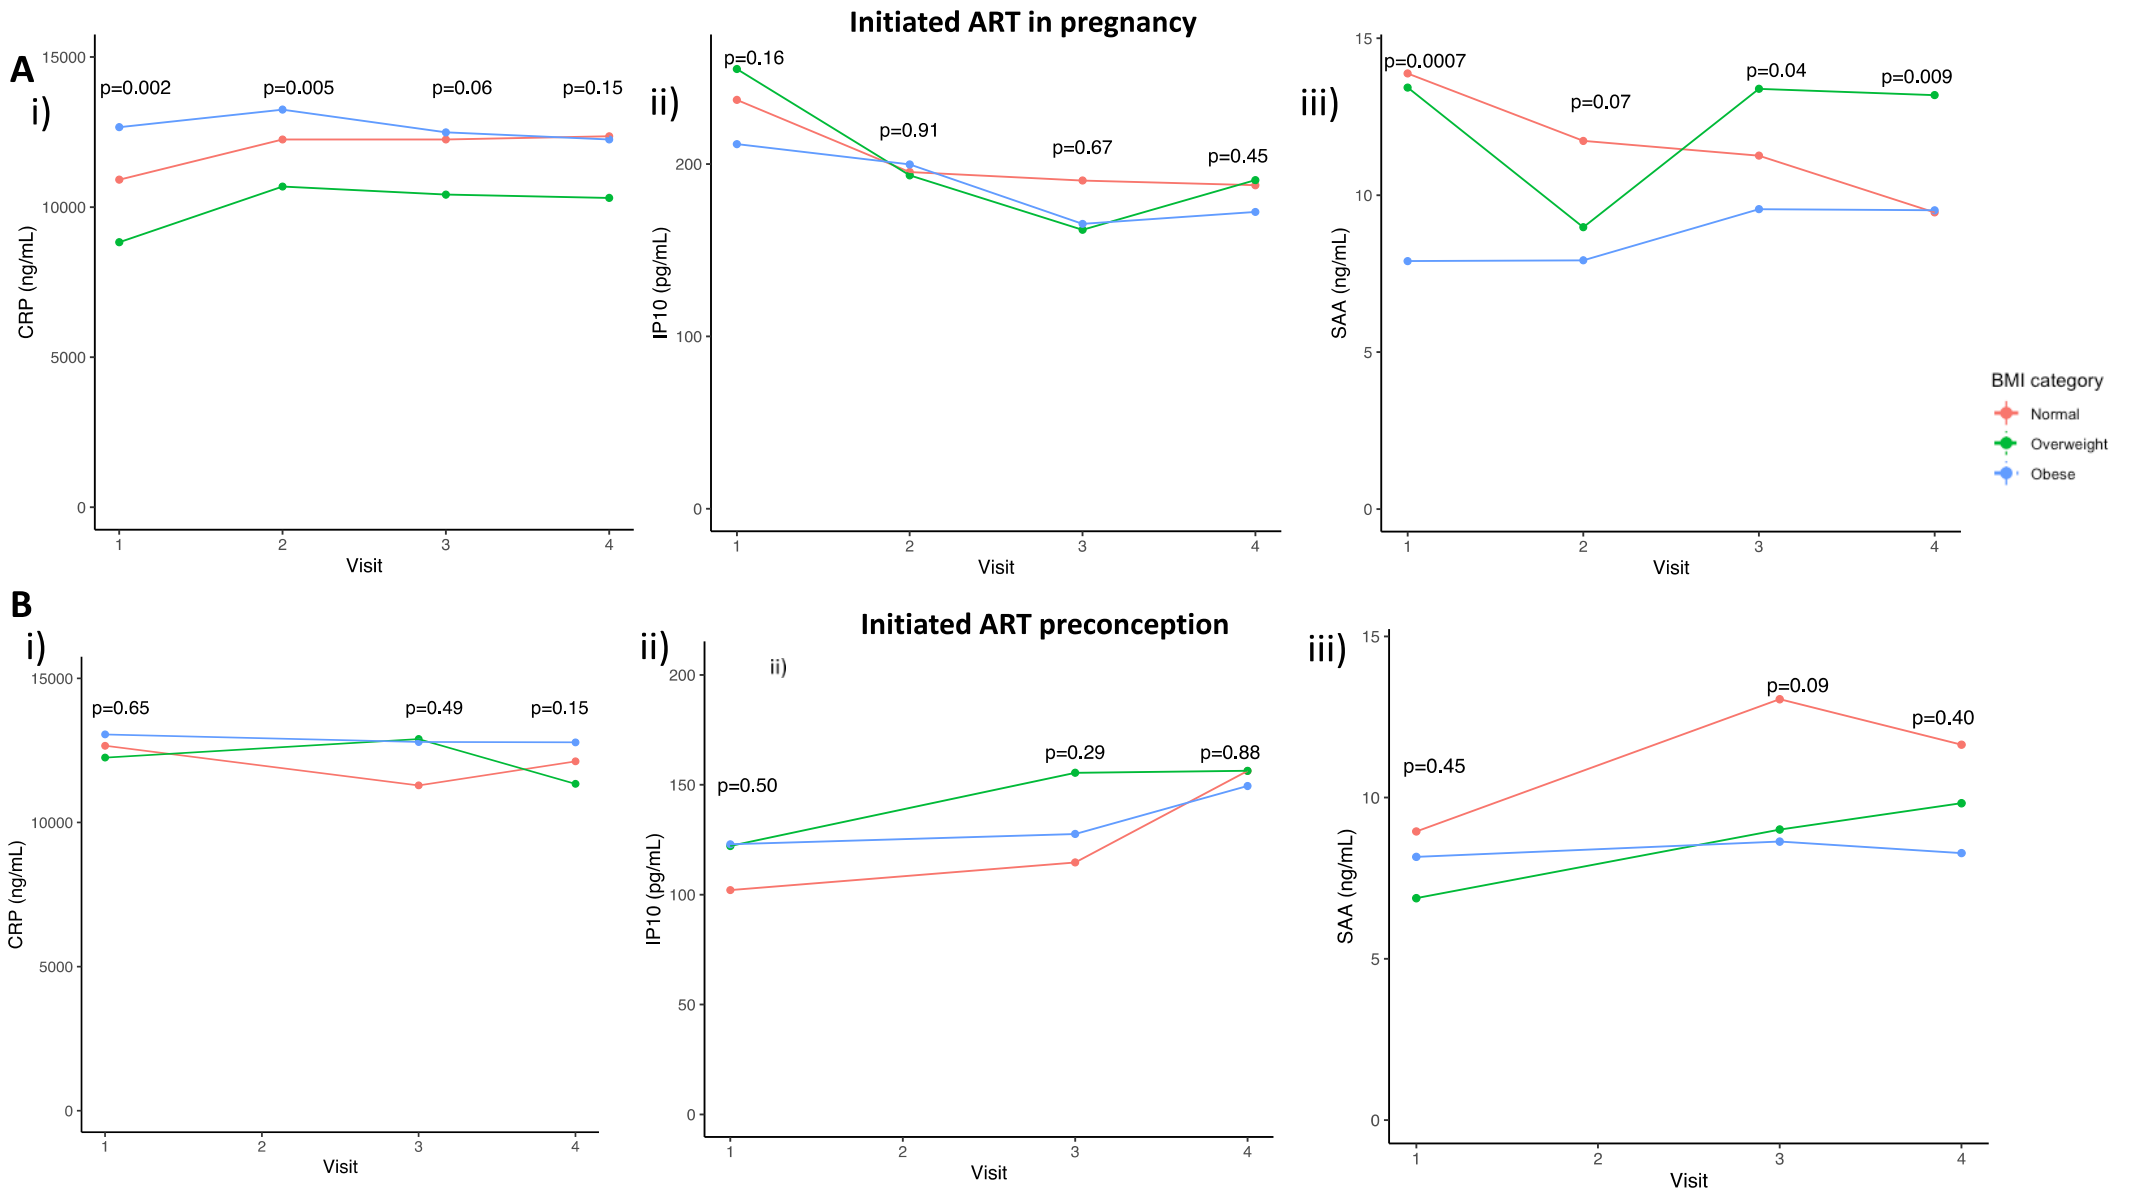 Initiated ART in pregnancy
A
i)
15000
10000
5000
0
CRP (ng/mL)
p=0.002 p=0.005 p=0.06 p=0.15
1 2 3 4
Visit
ii)
200
100
0
IP10 (pg/mL)
p=0.16
p=0.91
p=0.67
p=0.45
1 2 3 4
Visit
iii)
15
10
5
0
SAA (ng/mL)
p=0.0007
p=0.07
p=0.04
p=0.009
1 2 3 4
Visit
BMI category
Normal
Overweight
Obese
B
Initiated ART preconception
i)
15000
10000
5000
0
CRP (ng/mL)
p=0.65 p=0.49 p=0.15
1 2 3 4
Visit
ii)
ii)
200
150
100
50
0
IP10 (pg/mL)
p=0.50
p=0.29
p=0.88
1 2 3 4
Visit
iii)
15
10
5
0
SAA (ng/mL)
p=0.45
p=0.09
p=0.40
1 2 3 4
Visit